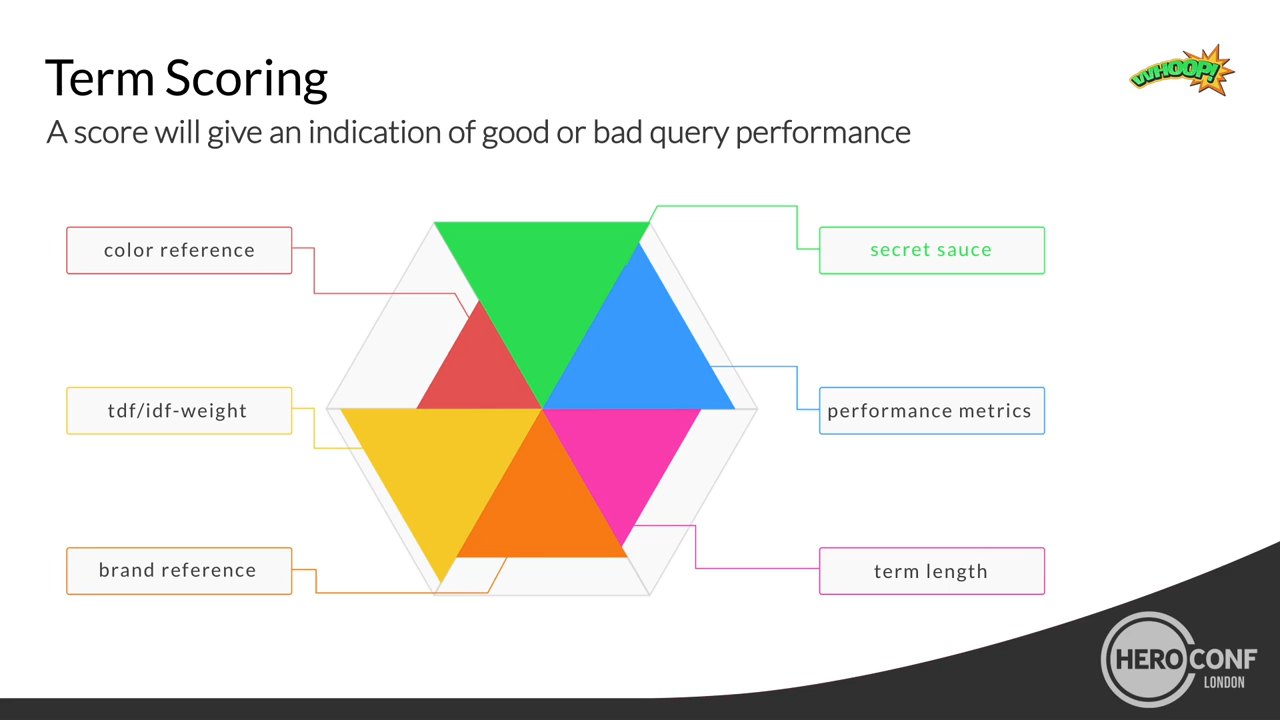 Term Scoring
WHOOP!
A score will give an indication of good or bad query performance
color reference
secret sauce
tdf/idf-weight
performance metrics
brand reference
term length
HERO CONF
LONDON